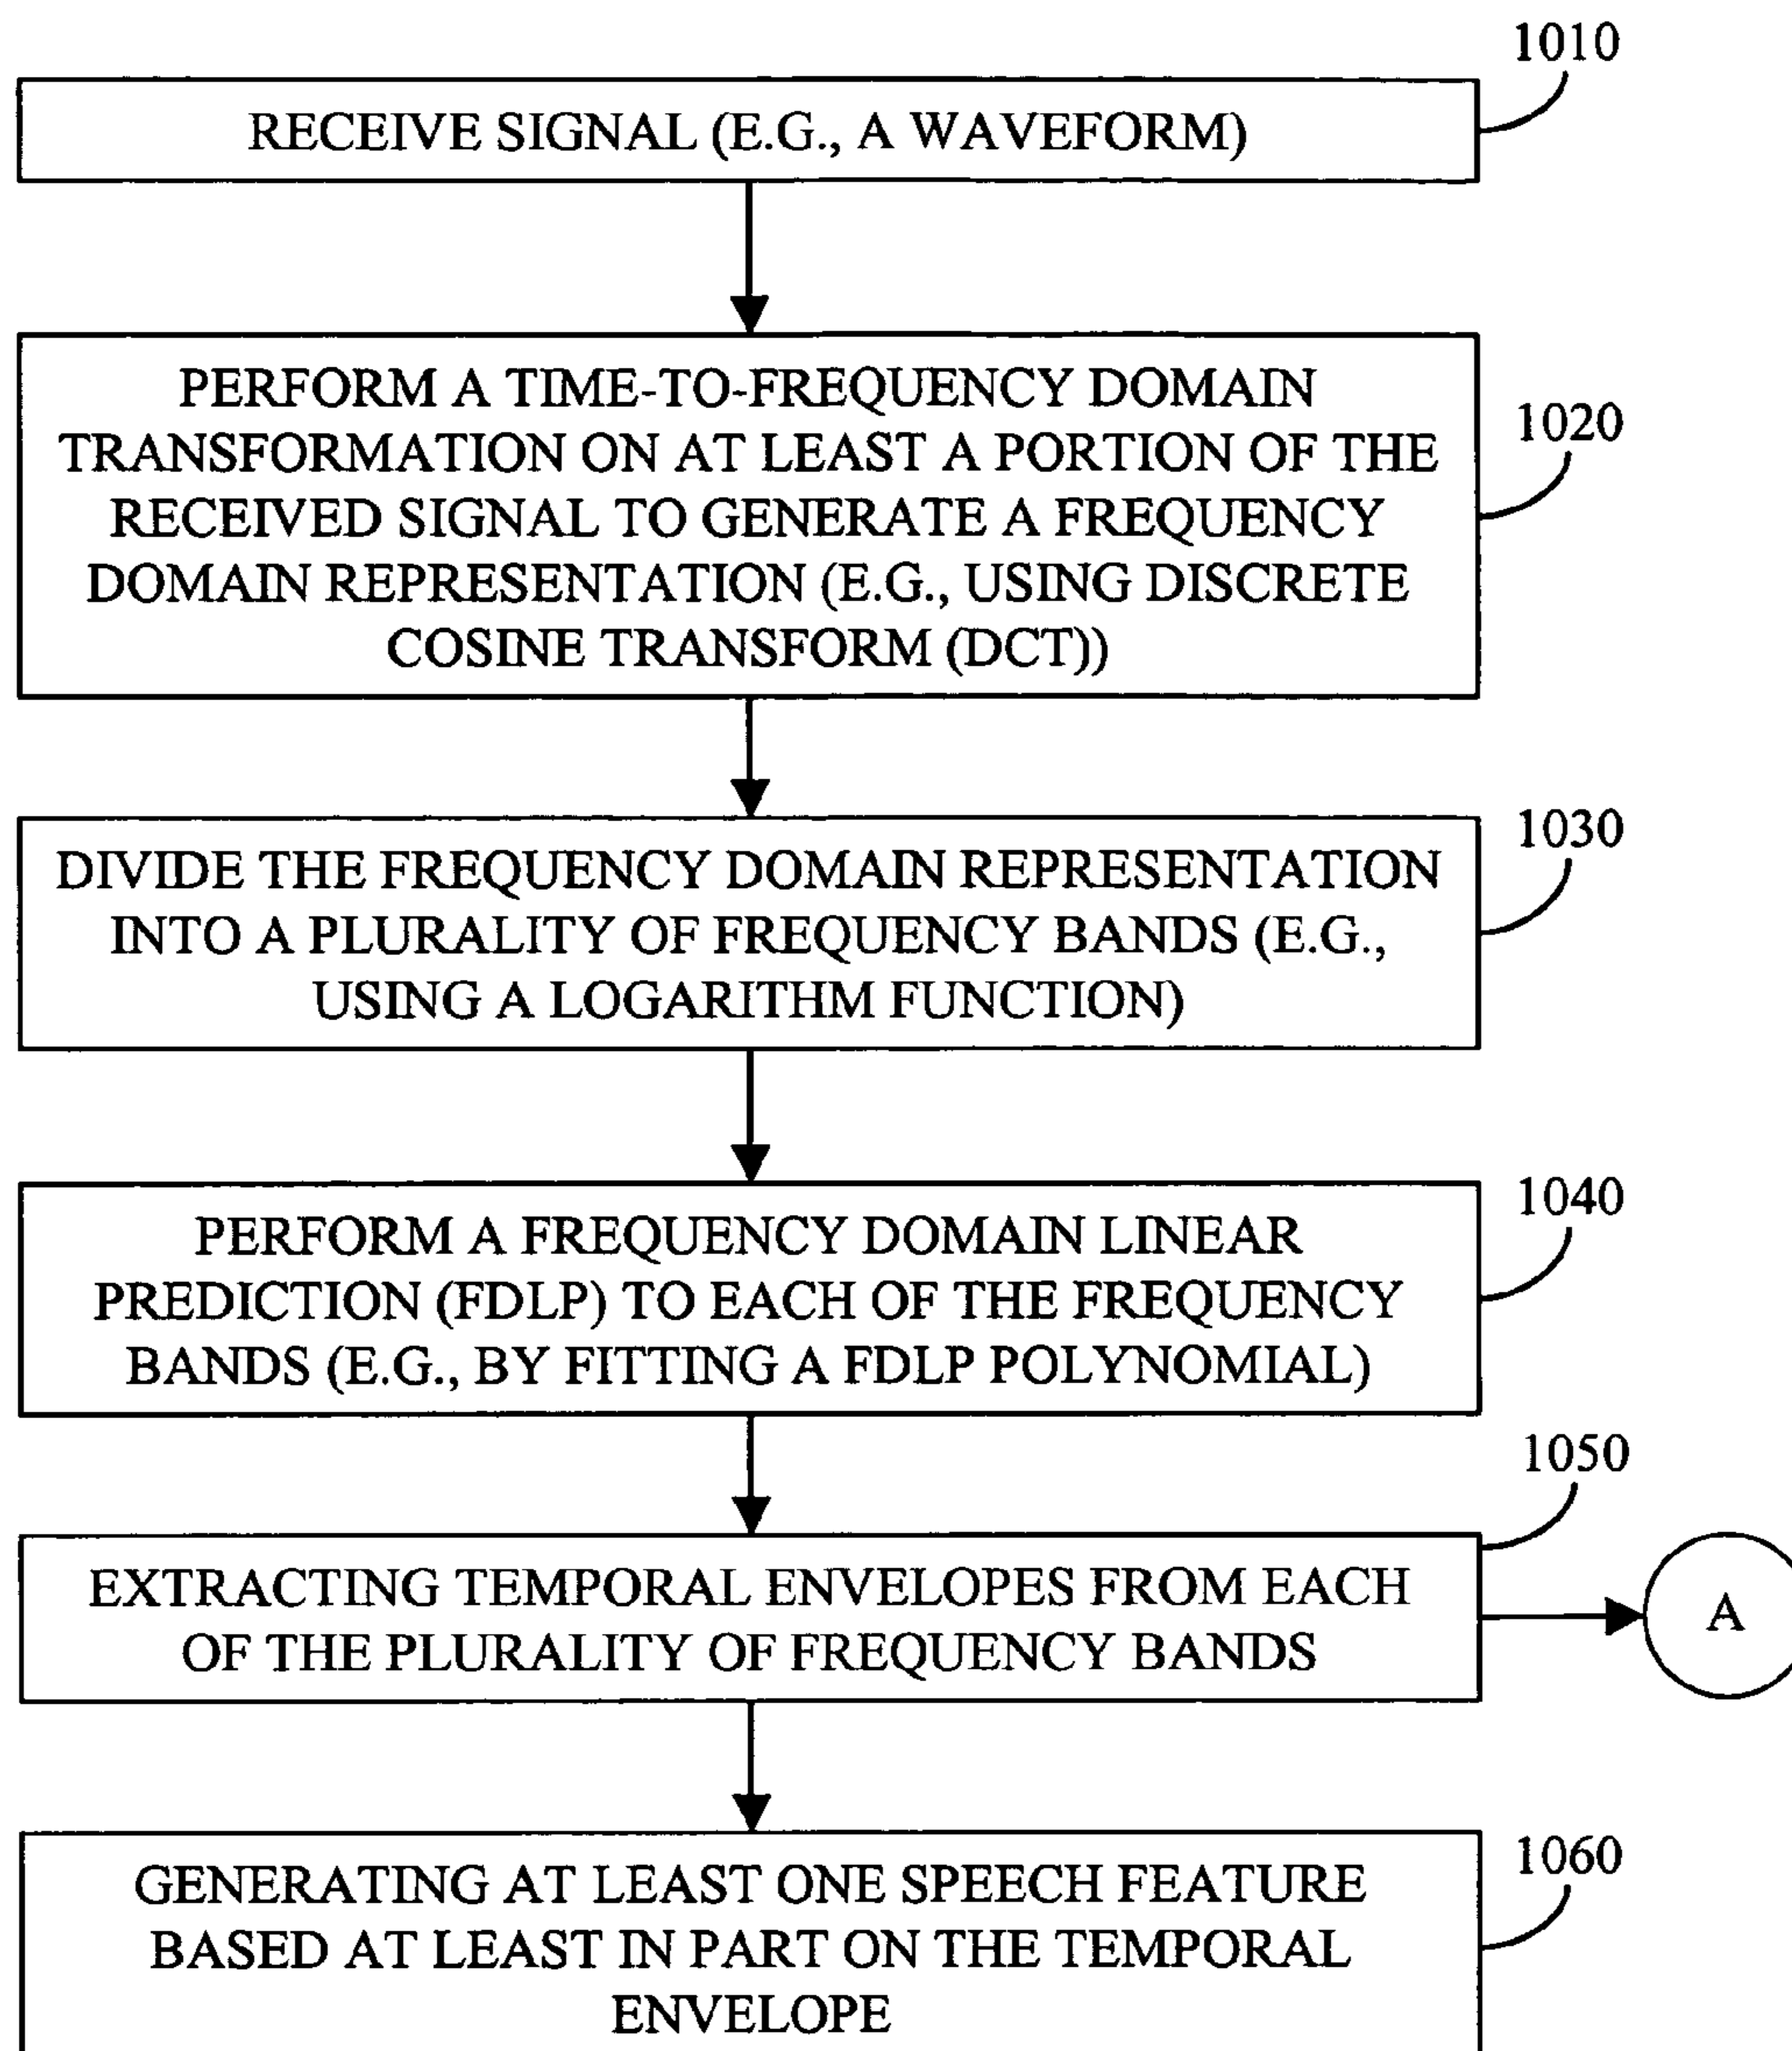 1010
RECEIVE SIGNAL (E.G., A WAVEFORM)
1020
PERFORM A TIME-TO-FREQUENCY DOMAIN
TRANSFORMATION ON AT LEAST A PORTION OF THE
RECEIVED SIGNAL TO GENERATE A FREQUENCY
DOMAIN REPRESENTATION (E.G., USING DISCRETE
COSINE TRANSFORM (DCT))
1030
DIVIDE THE FREQUENCY DOMAIN REPRESENTATION
INTO A PLURALITY OF FREQUENCY BANDS (E.G.,
USING A LOGARITHM FUNCTION)
1040
PERFORM A FREQUENCY DOMAIN LINEAR
PREDICTION (FDLP) TO EACH OF THE FREQUENCY
BANDS (E.G., BY FITTING A FDLP POLYNOMIAL)
1050
EXTRACTING TEMPORAL ENVELOPES FROM EACH
OF THE PLURALITY OF FREQUENCY BANDS
A
1060
GENERATING AT LEAST ONE SPEECH FEATURE
BASED AT LEAST IN PART ON THE TEMPORAL
ENVELOPE